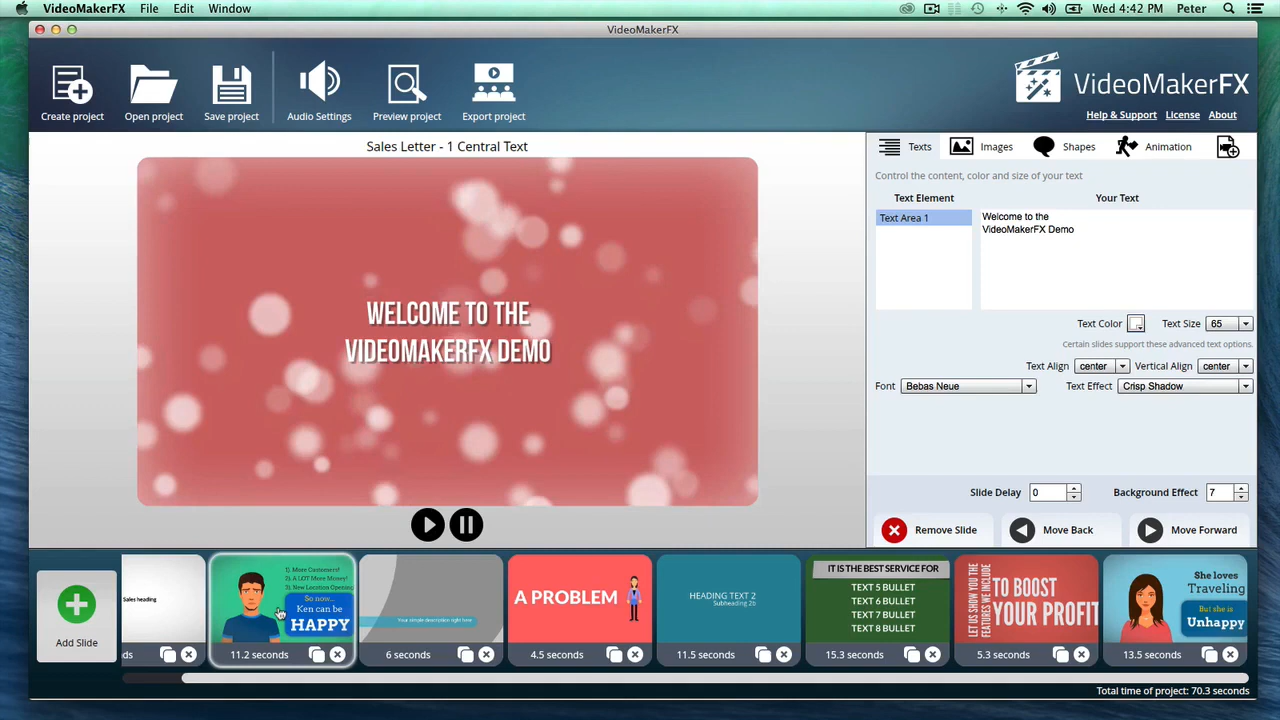 VideoMakerFX File Edit Window
Wed 4:42 PM Peter
VideoMakerFX
Create project
Open project
Save project
Audio Settings
Preview project
Export project
VideoMakerFX
Help & Support License About
Sales Letter - 1 Central Text
WELCOME TO THE
VIDEOMAKERFX DEMO
Texts Images Shapes Animation
Control the content, color and size of your text
Text Element Your Text
Text Area 1
Welcome to the
VideoMakerFX Demo
Text Color Text Size 65
Certain slides support these advanced text options.
Text Align center Vertical Align center
Font Bebas Neue Text Effect Crisp Shadow
Slide Delay 0 Background Effect 7
Remove Slide Move Back Move Forward
Add Slide
Sales heading
ds
1). More Customers!
2) A LOT More Money!
3). New Location Opening
So now...
Ken can be
HAPPY
11.2 seconds
Your simple description right here
6 seconds
A PROBLEM
4.5 seconds
HEADING TEXT 2
Subheading 2b
11.5 seconds
IT IS THE BEST SERVICE FOR
TEXT 5 BULLET
TEXT 6 BULLET
TEXT 7 BULLET
TEXT 8 BULLET
15.3 seconds
LET US SHOW YOU THE
FEATURES WE INCLUDE
TO BOOST
YOUR PROFIT
5.3 seconds
She loves
Traveling
But she is
Unhappy
13.5 seconds
Total time of project: 70.3 seconds